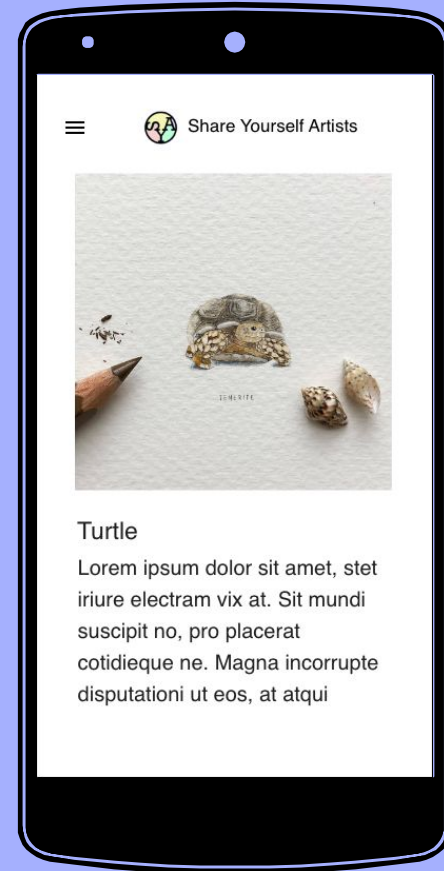 SYA
Share Yourself Artists
Turtle
Lorem ipsum dolor sit amet, stet
iriure electram vix at. Sit mundi
suscipit no, pro placerat
cotidieque ne. Magna incorrupte
disputationi ut eos, at atqui